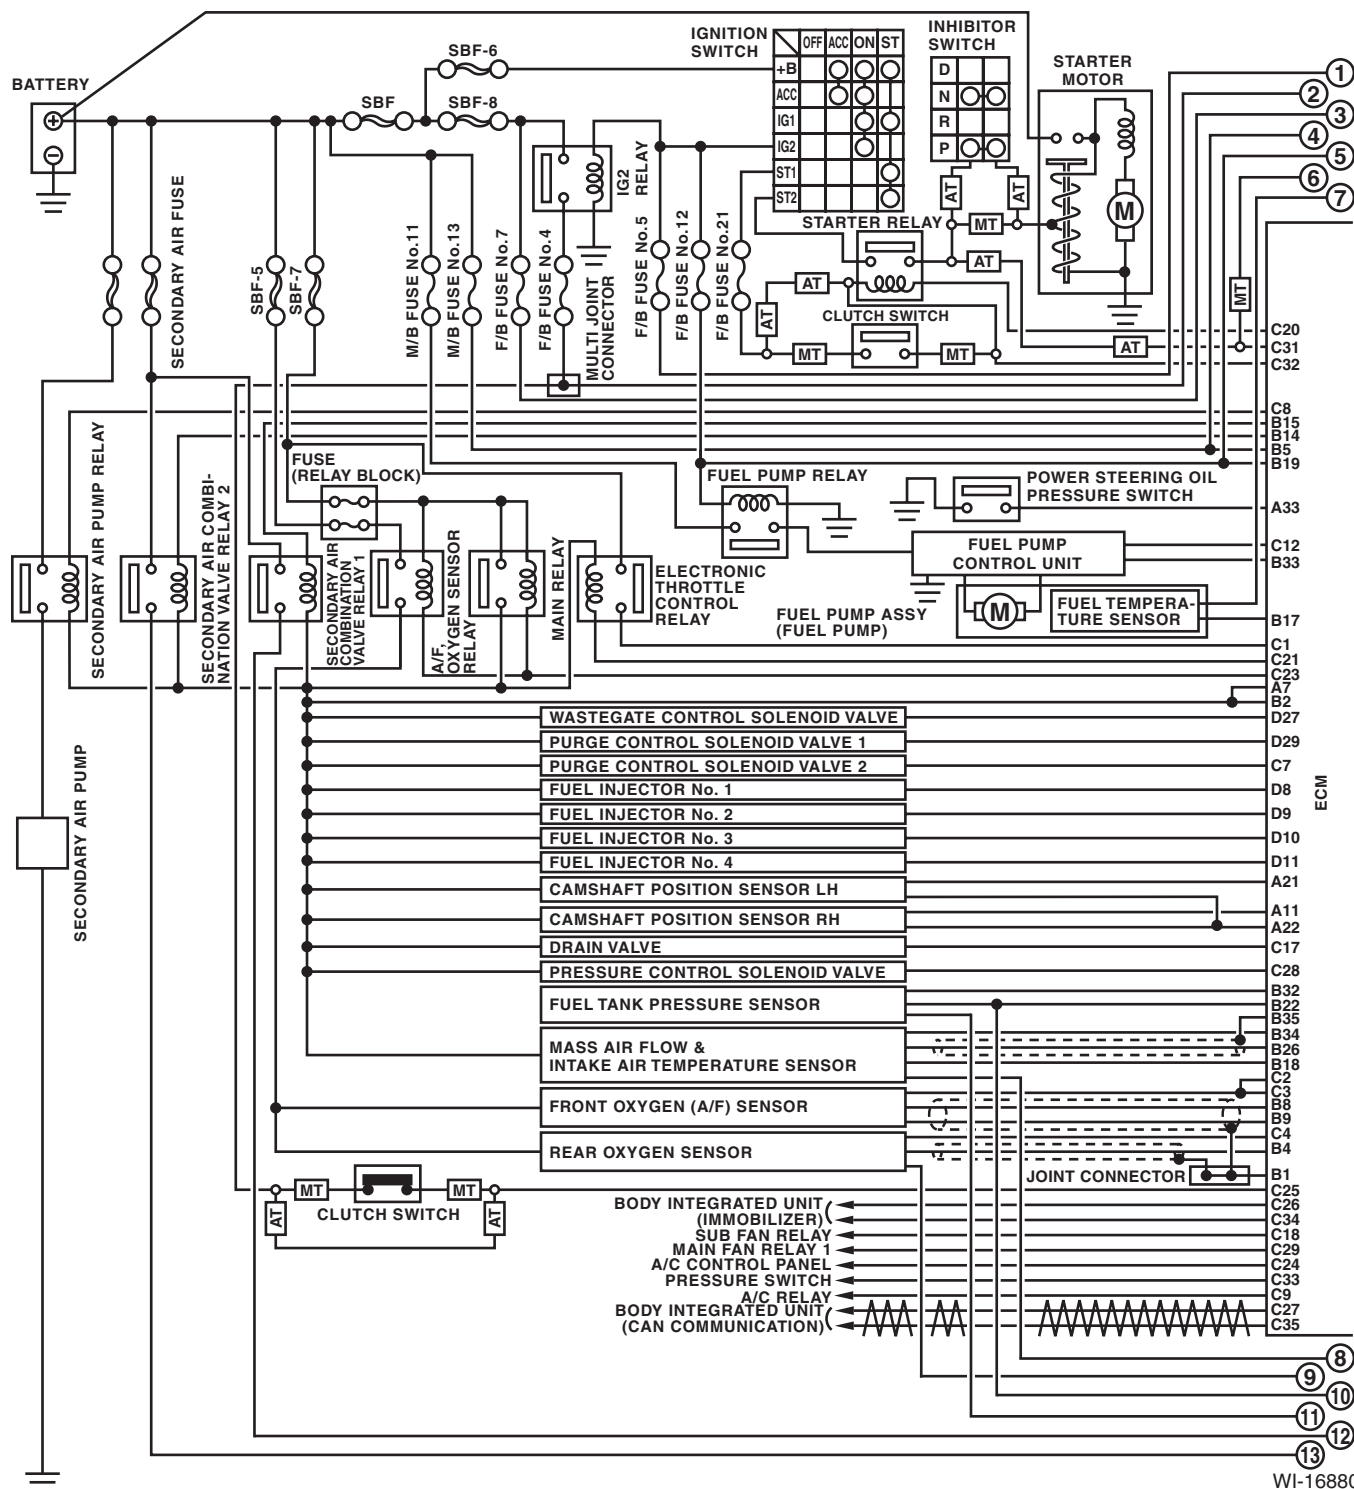 IGNITION
SWITCH
OFF ACC ON ST
+B
ACC
IG1
IG2
ST1
ST2
INHIBITOR
SWITCH
D
N
R
P
STARTER
MOTOR
M
SBF-6
BATTERY
SBF
SBF-8
1
2
3
4
5
6
7
IG2
RELAY
AT
AT
MT
STARTER RELAY
AT
AT
AT
MT
CLUTCH SWITCH
MT
MT
AT
SECONDARY AIR FUSE
SBF-5
SBF-7
M/B FUSE No.11
M/B FUSE No.13
F/B FUSE No.7
F/B FUSE No.4
MULTI JOINT
CONNECTOR
F/B FUSE No.5
F/B FUSE No.12
F/B FUSE No.21
C20
C31
C32
C8
B15
B14
B5
B19
FUSE
(RELAY BLOCK)
FUEL PUMP RELAY
POWER STEERING OIL
PRESSURE SWITCH
A33
FUEL PUMP
CONTROL UNIT
C12
B33
SECONDARY AIR PUMP RELAY
SECONDARY AIR COMBI-
NATION VALVE RELAY 2
SECONDARY AIR
COMBINATION
VALVE RELAY 1
A/F,
OXYGEN SENSOR
RELAY
MAIN RELAY
ELECTRONIC
THROTTLE
CONTROL
RELAY
FUEL PUMP ASSY
(FUEL PUMP)
M
FUEL TEMPERA-
TURE SENSOR
B17
C1
C21
C23
A7
B2
WASTEGATE CONTROL SOLENOID VALVE
D27
PURGE CONTROL SOLENOID VALVE 1
D29
PURGE CONTROL SOLENOID VALVE 2
C7
FUEL INJECTOR No. 1
D8
FUEL INJECTOR No. 2
D9
FUEL INJECTOR No. 3
D10
FUEL INJECTOR No. 4
D11
ECM
SECONDARY AIR PUMP
CAMSHAFT POSITION SENSOR LH
A21
CAMSHAFT POSITION SENSOR RH
A11
A22
DRAIN VALVE
C17
PRESSURE CONTROL SOLENOID VALVE
C28
FUEL TANK PRESSURE SENSOR
B32
B22
B35
MASS AIR FLOW &
INTAKE AIR TEMPERATURE SENSOR
B34
B26
B18
C2
C3
FRONT OXYGEN (A/F) SENSOR
B8
B9
C4
REAR OXYGEN SENSOR
B4
JOINT CONNECTOR
B1
MT
MT
CLUTCH SWITCH
AT
AT
C25
BODY INTEGRATED UNIT
(IMMOBILIZER)
C26
C34
SUB FAN RELAY
C18
MAIN FAN RELAY 1
C29
A/C CONTROL PANEL
C24
PRESSURE SWITCH
C33
A/C RELAY
C9
BODY INTEGRATED UNIT
(CAN COMMUNICATION)
C27
C35
8
9
10
11
12
13
WI-16880